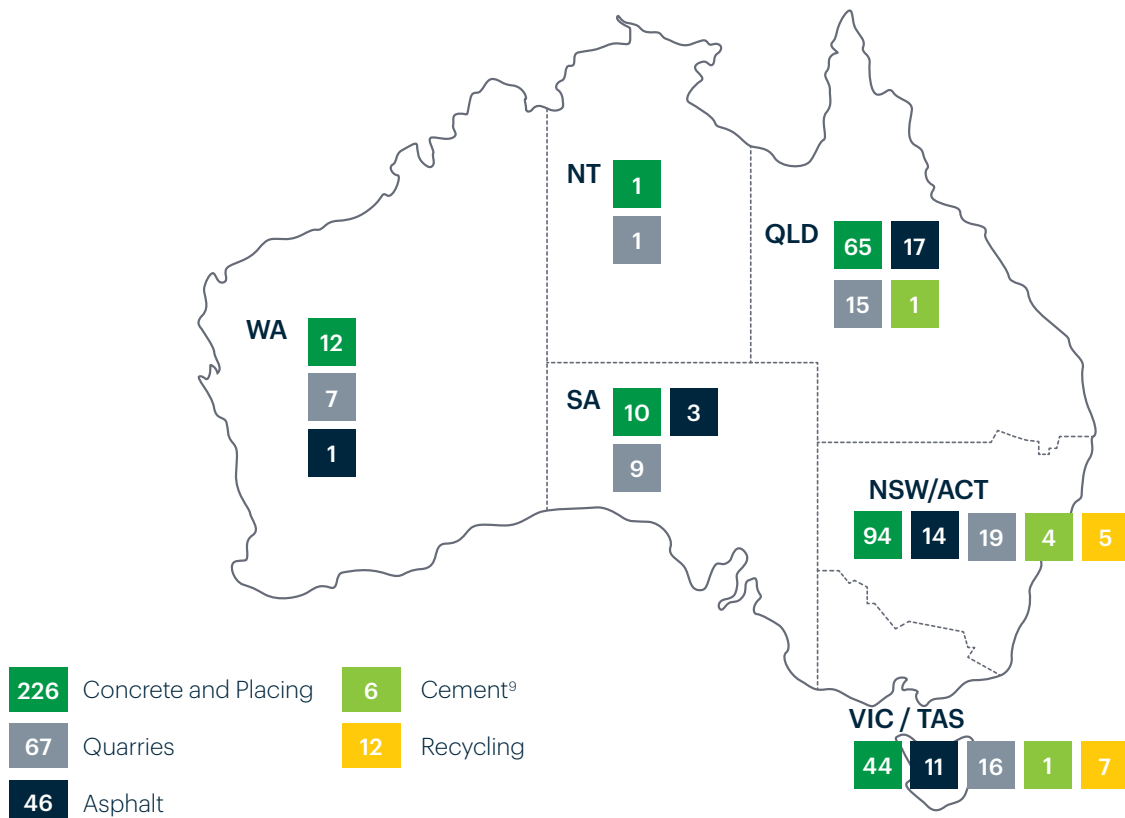 NT
1
1
QLD
65 17
15 1
WA
12
7
1
SA
10 3
9
NSW/ACT
94 14 19 4 5
226 Concrete and Placing
67 Quarries
46 Asphalt
6 Cement⁹
12 Recycling
VIC / TAS
44 11 16 1 7